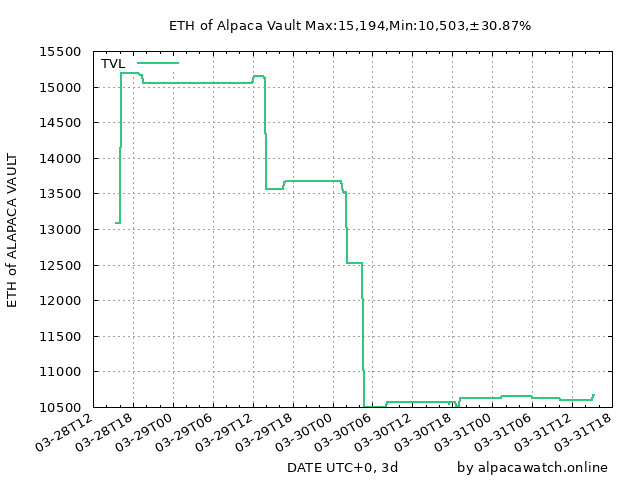 ETH of Alpaca Vault Max:15,194,Min:10,503,±30.87%
TVL
15500
15000
14500
14000
13500
13000
12500
12000
11500
11000
10500
ETH of ALAPACA VAULT
03-28T12
03-28T18
03-29T00
03-29T06
03-29T12
03-29T18
03-30T00
03-30T06
03-30T12
03-30T18
03-31T00
03-31T06
03-31T12
03-31T18
DATE UTC+0, 3d
by alpacawatch.online